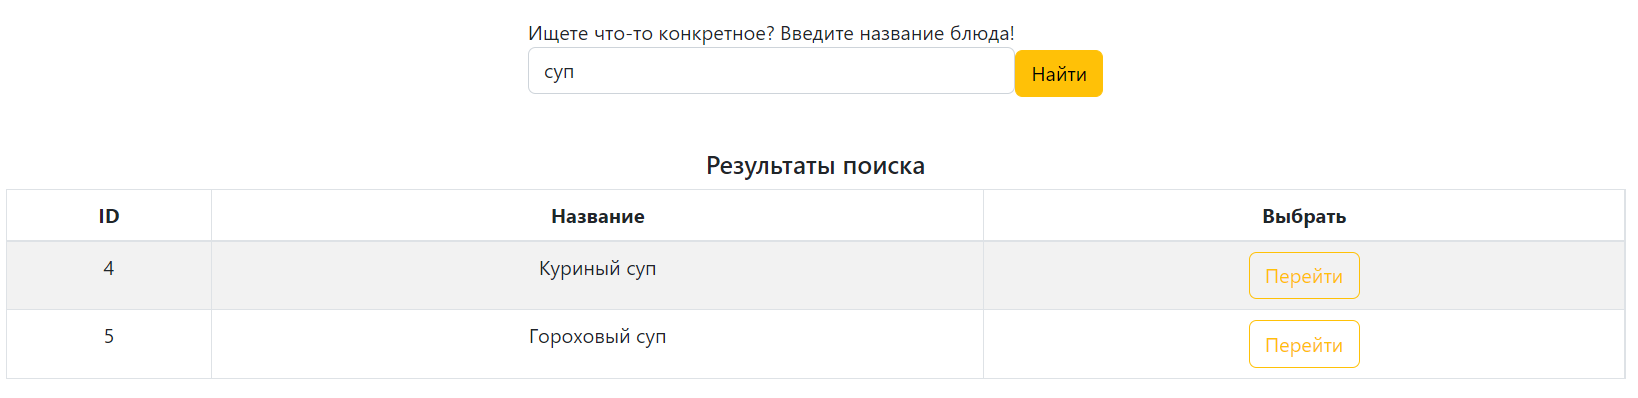 Ищете что-то конкретное? Введите название блюда!
суп Найти
Результаты поиска
ID Название Выбрать
4 Куриный суп Перейти
5 Гороховый суп Перейти